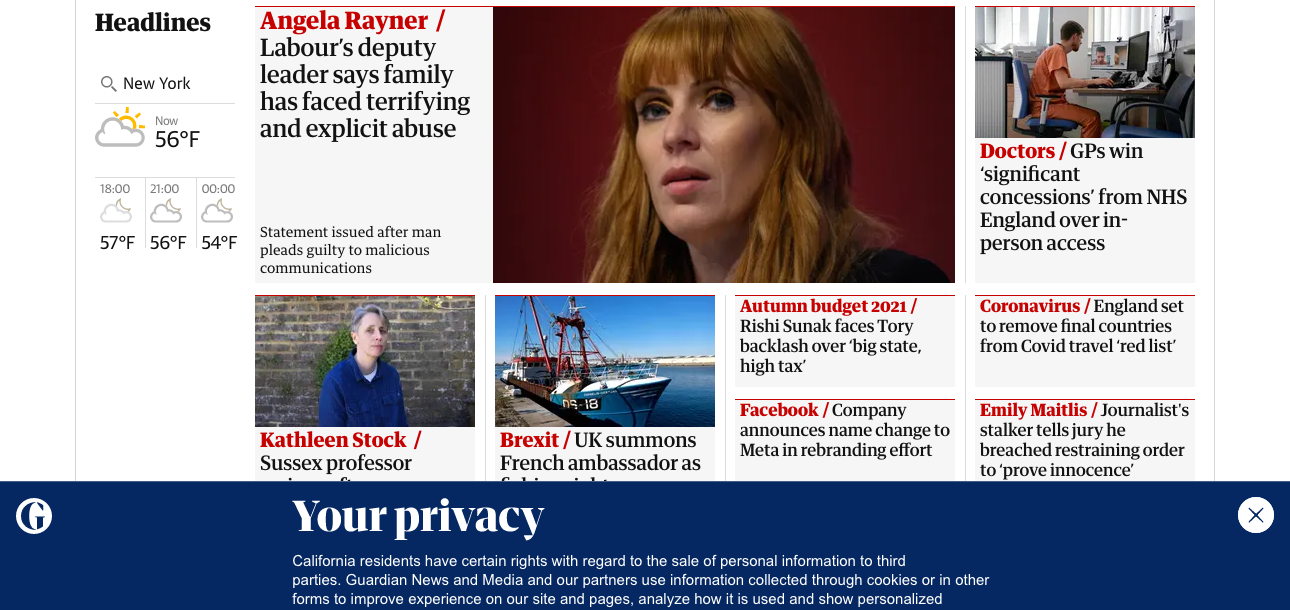 Headlines
New York
Now
56°F
18:00 21:00 00:00
57°F 56°F 54°F
Angela Rayner /
Labour’s deputy
leader says family
has faced terrifying
and explicit abuse
Statement issued after man
pleads guilty to malicious
communications
Doctors / GPs win
‘significant
concessions’ from NHS
England over in-
person access
Kathleen Stock /
Sussex professor
DS-18
Brexit / UK summons
French ambassador as
Autumn budget 2021 /
Rishi Sunak faces Tory
backlash over ‘big state,
high tax’
Facebook / Company
announces name change to
Meta in rebranding effort
Coronavirus / England set
to remove final countries
from Covid travel ‘red list’
Emily Maitlis / Journalist's
stalker tells jury he
breached restraining order
to ‘prove innocence’
Your privacy
California residents have certain rights with regard to the sale of personal information to third
parties. Guardian News and Media and our partners use information collected through cookies or in other
forms to improve experience on our site and pages, analyze how it is used and show personalized